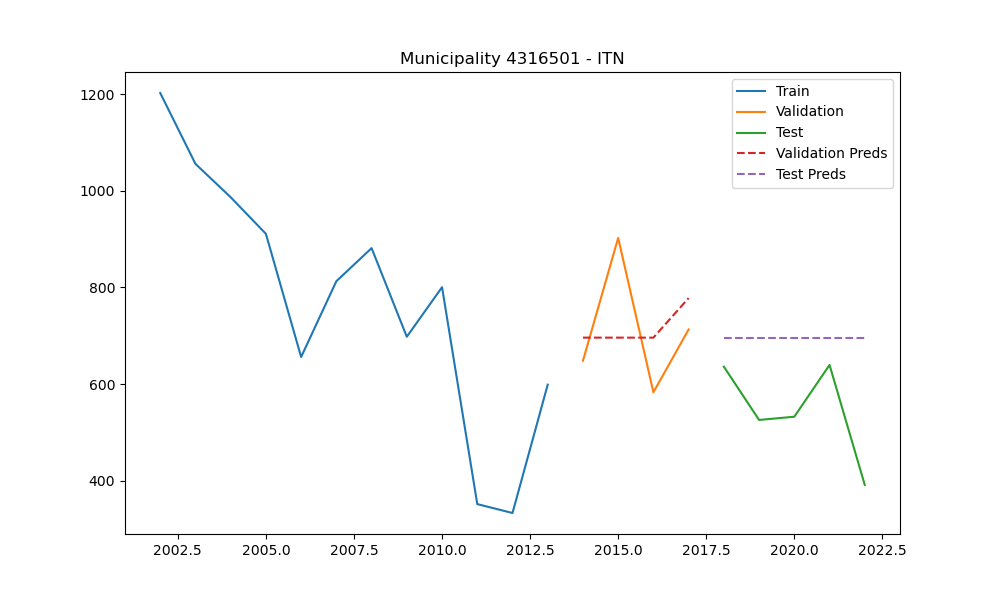 Municipality 4316501 - ITN
1200
1000
800
600
400
Train
Validation
Test
Validation Preds
Test Preds
2002.5 2005.0 2007.5 2010.0 2012.5 2015.0 2017.5 2020.0 2022.5